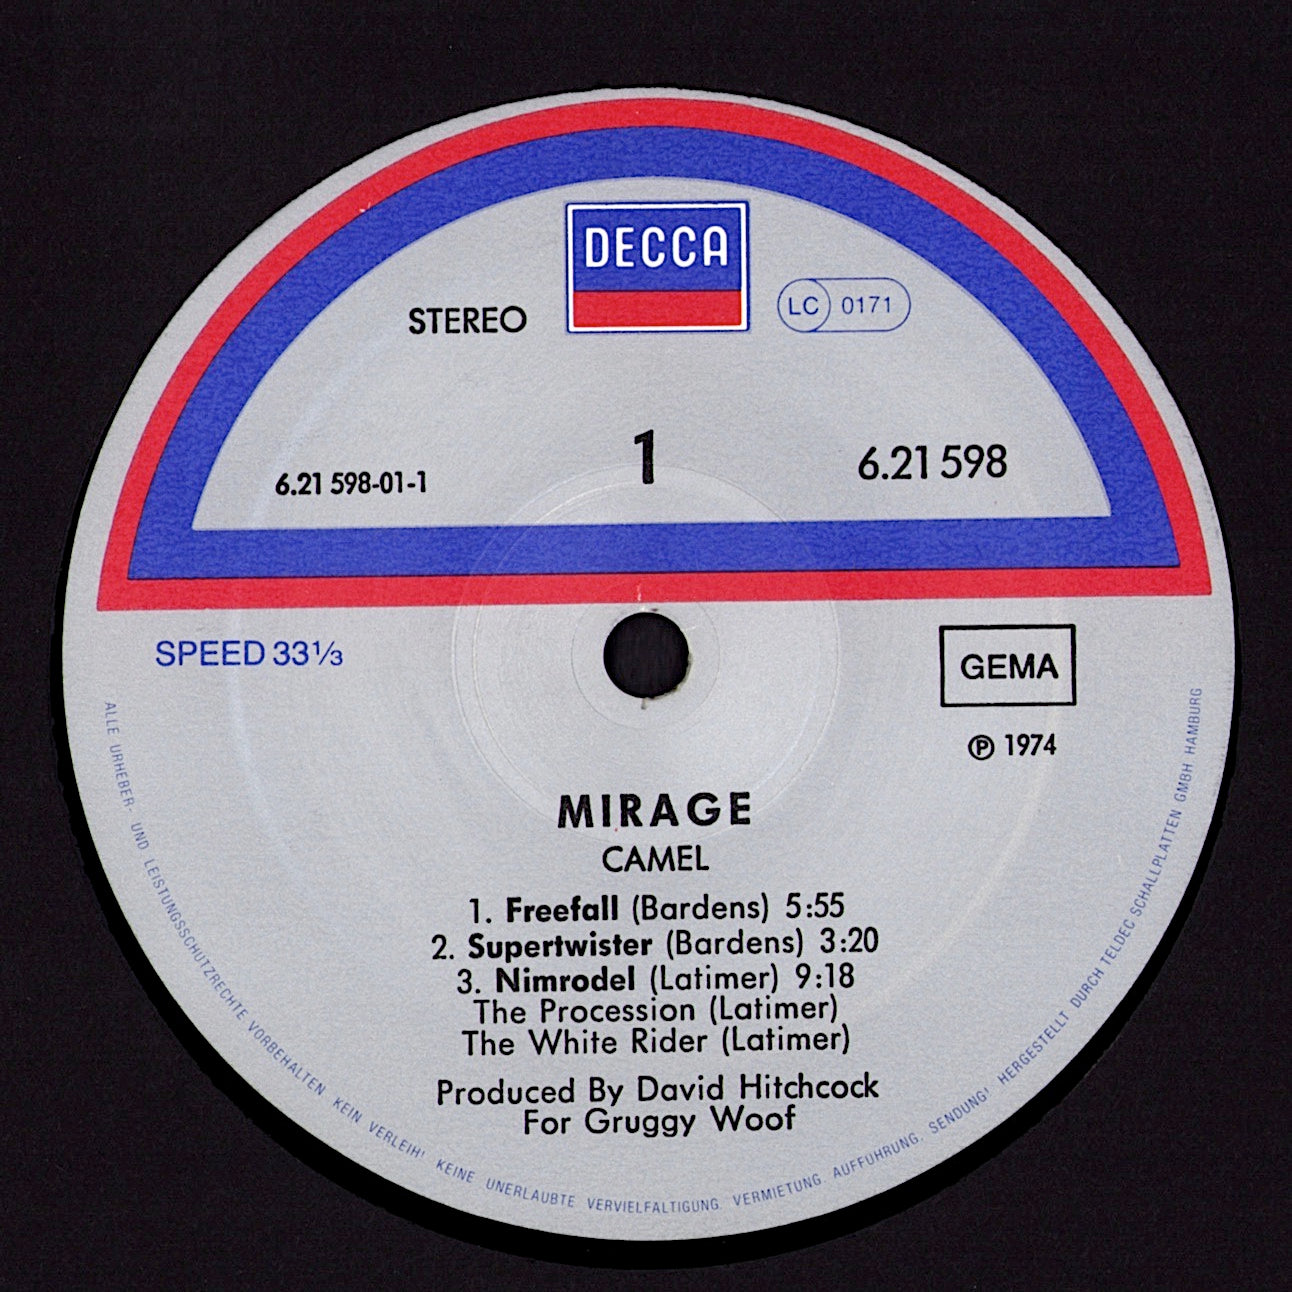 DECCA
STEREO
LC 0171
1
6.21 598-01-1
6.21 598
SPEED 33⅓
GEMA
℗ 1974
MIRAGE
CAMEL
1. Freefall (Bardens) 5:55
2. Supertwister (Bardens) 3:20
3. Nimrodel (Latimer) 9:18
The Procession (Latimer)
The White Rider (Latimer)
Produced By David Hitchcock
For Gruggy Woof
ALLE URHEBER- UND LEISTUNGSSCHUTZRECHTE VORBEHALTEN. KEIN VERLEIH! KEINE UNERLAUBTE VERVIELFALTIGUNG. VERMIETUNG. AUFFUHRUNG. SENDUNG! HERGESTELLT DURCH TELDEC SCHALLPLATTEN GMBH HAMBURG